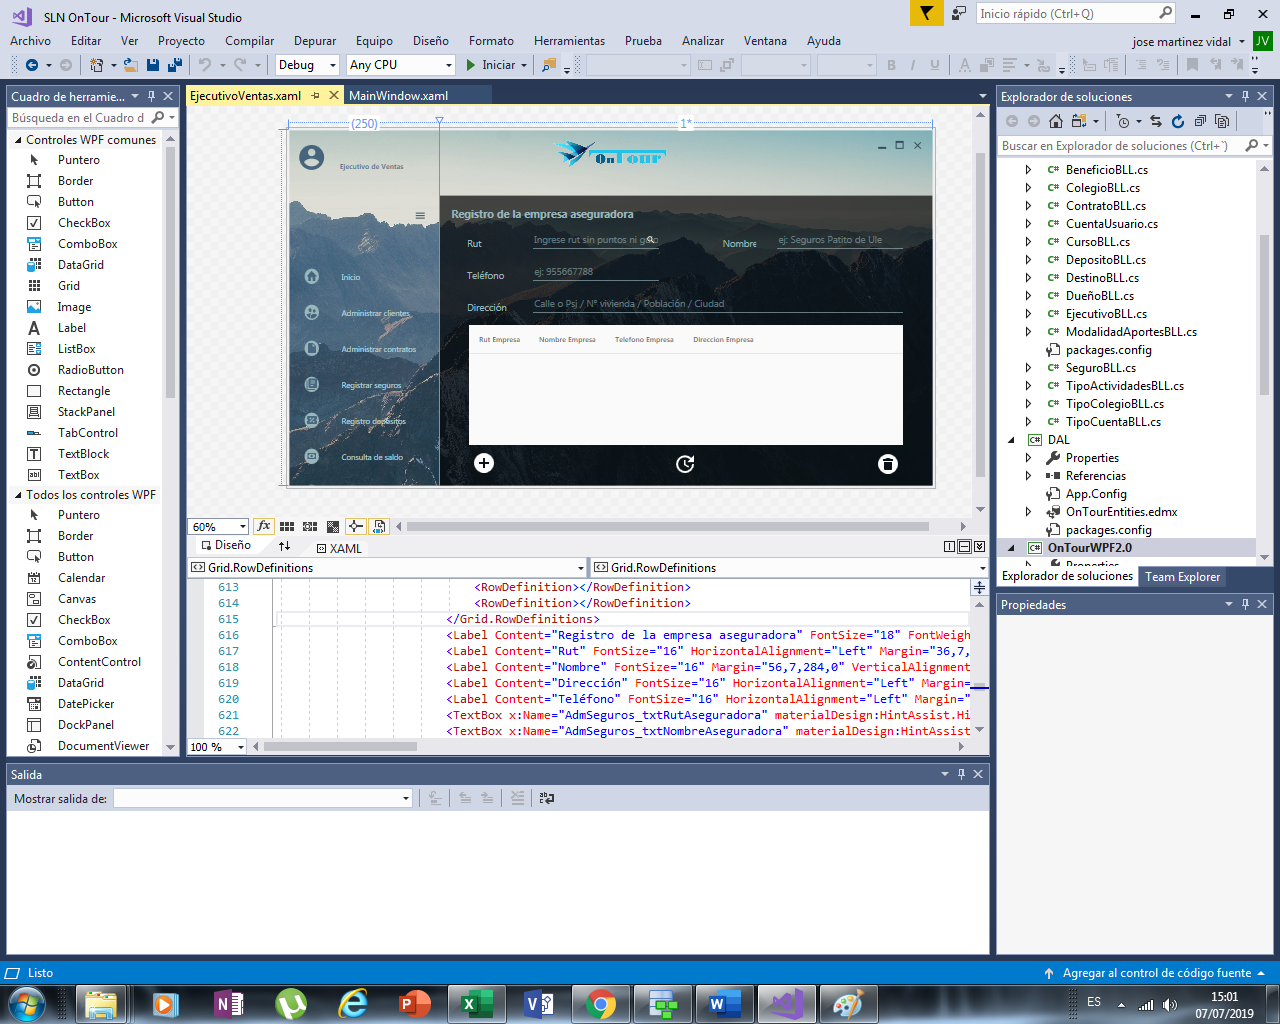 SLN OnTour - Microsoft Visual Studio
Inicio rápido (Ctrl+Q)
Archivo Editar Ver Proyecto Compilar Depurar Equipo Diseño Formato Herramientas Prueba Analizar Ventana Ayuda
jose martinez vidal JV
Debug Any CPU Iniciar
Cuadro de herramie...
Búsqueda en el Cuadro d
Controles WPF comunes
Puntero
Border
Button
CheckBox
ComboBox
DataGrid
Grid
Image
Label
ListBox
RadioButton
Rectangle
StackPanel
TabControl
TextBlock
TextBox
Todos los controles WPF
Puntero
Border
Button
Calendar
Canvas
CheckBox
ComboBox
ContentControl
DataGrid
DatePicker
DockPanel
DocumentViewer
EjecutivoVentas.xaml MainWindow.xaml
(250) 1*
Ejecutivo de Ventas
OnTour
Inicio
Administrar clientes
Administrar contratos
Registrar seguros
Registro depósitos
Consulta de saldo
Registro de la empresa aseguradora
Rut Ingrese rut sin puntos ni Nombre ej: Seguros Patito de Ule
Teléfono ej: 955667788
Dirección Calle o Psj / N° vivienda / Población / Ciudad
Rut Empresa Nombre Empresa Telefono Empresa Direccion Empresa
60% fx
Diseño XAML
Grid.RowDefinitions Grid.RowDefinitions
613 <RowDefinition></RowDefinition>
614 <RowDefinition></RowDefinition>
615 </Grid.RowDefinitions>
616 <Label Content="Registro de la empresa aseguradora" FontSize="18" FontWeigh
617 <Label Content="Rut" FontSize="16" HorizontalAlignment="Left" Margin="36,7,
618 <Label Content="Nombre" FontSize="16" Margin="56,7,284,0" VerticalAlignment
619 <Label Content="Dirección" FontSize="16" HorizontalAlignment="Left" Margin=
620 <Label Content="Teléfono" FontSize="16" HorizontalAlignment="Left" Margin="
621 <TextBox x:Name="AdmSeguros_txtRutAseguradora" materialDesign:HintAssist.Hi
622 <TextBox x:Name="AdmSeguros_txtNombreAseguradora" materialDesign:HintAssist
100 %
Explorador de soluciones
Buscar en Explorador de soluciones (Ctrl+¨)
C# BeneficioBLL.cs
C# ColegioBLL.cs
C# ContratoBLL.cs
C# CuentaUsuario.cs
C# CursoBLL.cs
C# DepositoBLL.cs
C# DestinoBLL.cs
C# DueñoBLL.cs
C# EjecutivoBLL.cs
C# ModalidadAportesBLL.cs
packages.config
C# SeguroBLL.cs
C# TipoActividadesBLL.cs
C# TipoColegioBLL.cs
C# TipoCuentaBLL.cs
C# DAL
Properties
Referencias
App.Config
OnTourEntities.edmx
packages.config
C# OnTourWPF2.0
Properties
Explorador de soluciones Team Explorer
Propiedades
Salida
Mostrar salida de:
Listo
Agregar al control de código fuente
ES
15:01
07/07/2019